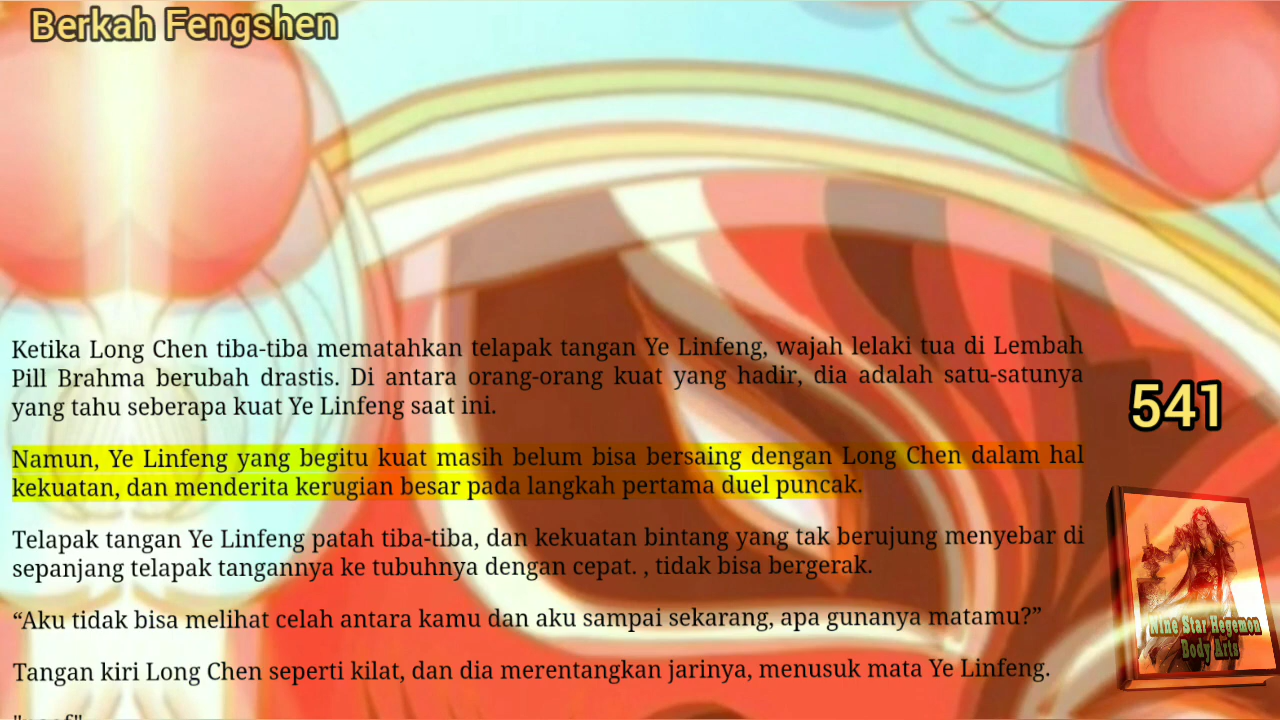 Berkah Fengshen
Ketika Long Chen tiba-tiba mematahkan telapak tangan Ye Linfeng, wajah lelaki tua di Lembah
Pill Brahma berubah drastis. Di antara orang-orang kuat yang hadir, dia adalah satu-satunya
yang tahu seberapa kuat Ye Linfeng saat ini.
Namun, Ye Linfeng yang begitu kuat masih belum bisa bersaing dengan Long Chen dalam hal
kekuatan, dan menderita kerugian besar pada langkah pertama duel puncak.
Telapak tangan Ye Linfeng patah tiba-tiba, dan kekuatan bintang yang tak berujung menyebar di
sepanjang telapak tangannya ke tubuhnya dengan cepat. , tidak bisa bergerak.
“Aku tidak bisa melihat celah antara kamu dan aku sampai sekarang, apa gunanya matamu?”
Tangan kiri Long Chen seperti kilat, dan dia merentangkan jarinya, menusuk mata Ye Linfeng.
541
Nine Star Hegemon
Body Arts